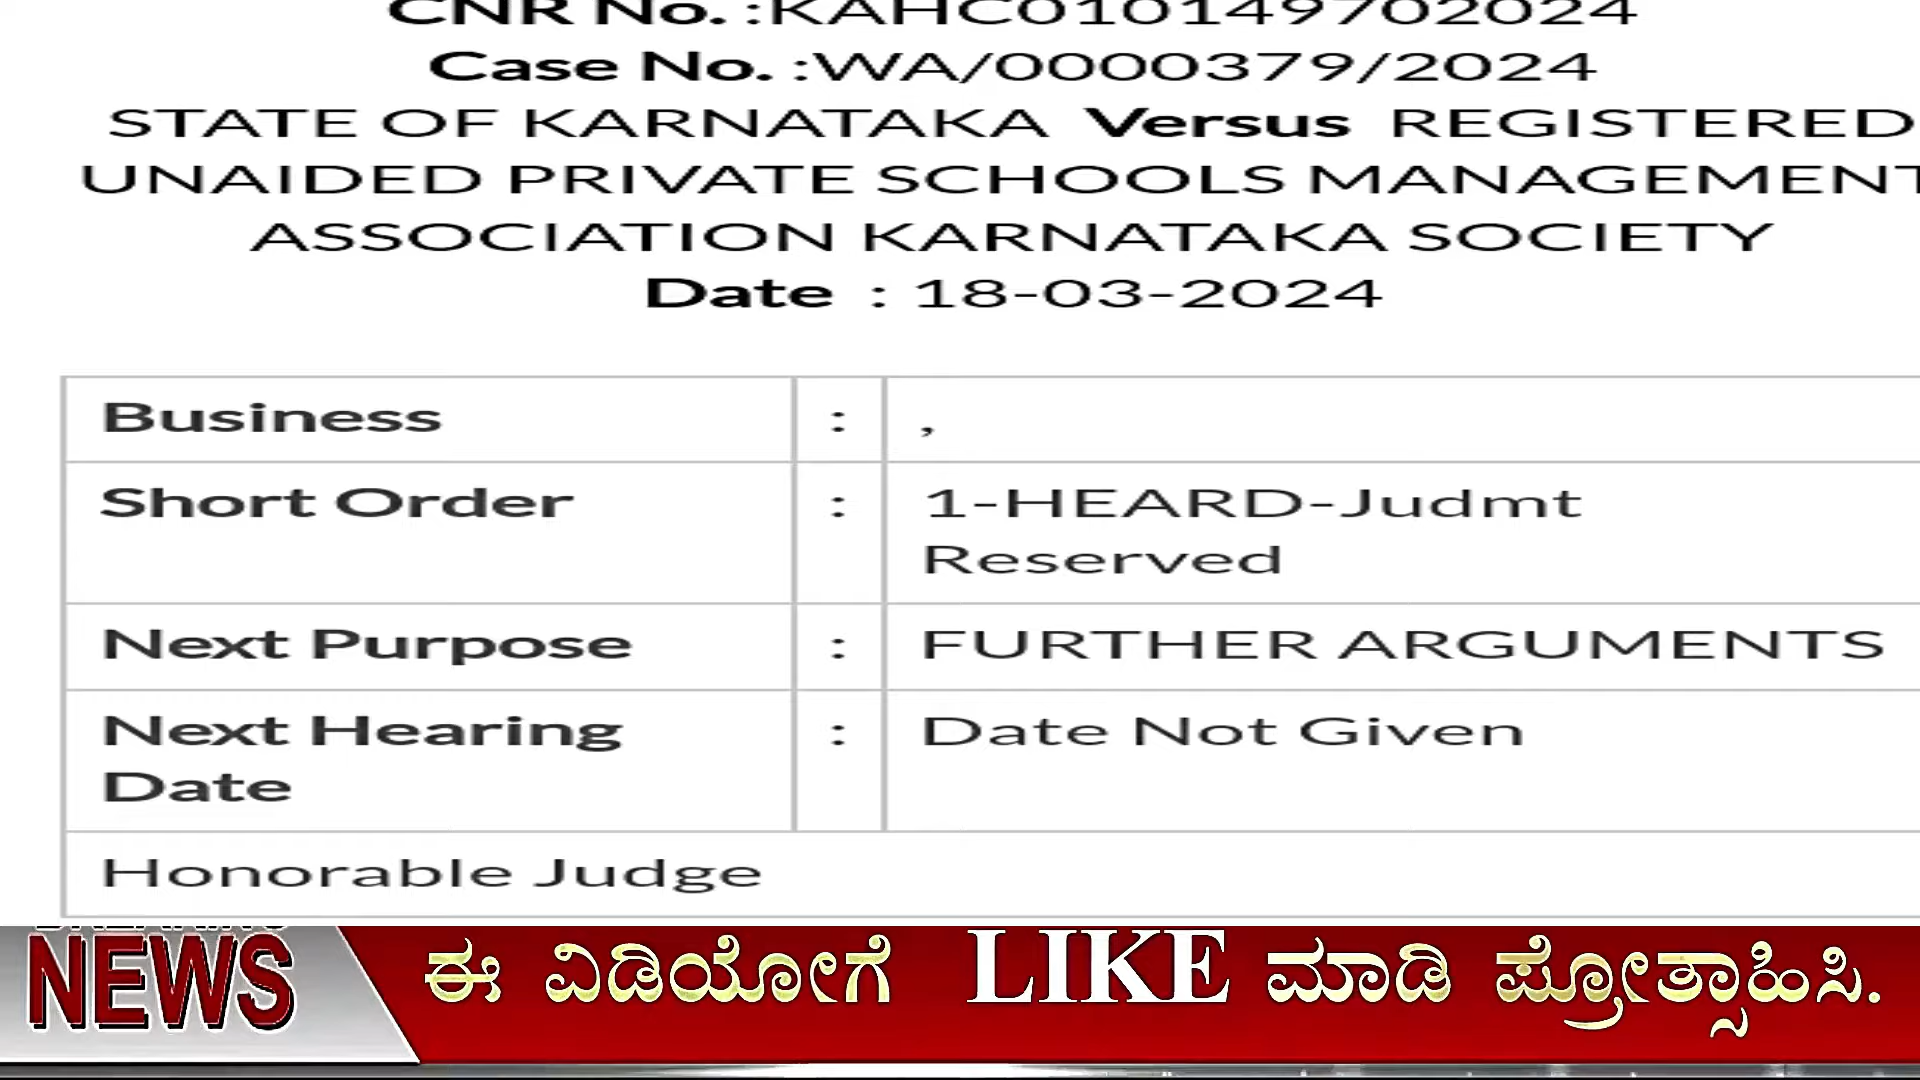 CNR No. :KAHC010149702024
Case No. :WA/0000379/2024
STATE OF KARNATAKA Versus REGISTERED
UNAIDED PRIVATE SCHOOLS MANAGEMENT
ASSOCIATION KARNATAKA SOCIETY
Date : 18-03-2024
Business : ,
Short Order : 1-HEARD-Judmt
Reserved
Next Purpose : FURTHER ARGUMENTS
Next Hearing : Date Not Given
Date
Honorable Judge
NEWS
ಈ ವಿಡಿಯೋಗೆ LIKE ಮಾಡಿ ಪ್ರೋತ್ಸಾಹಿಸಿ.